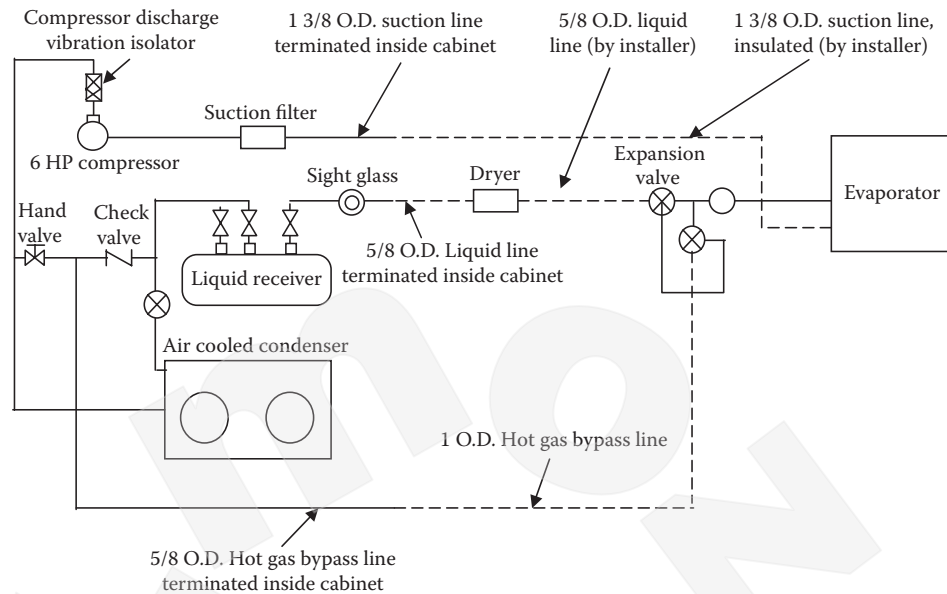 Compressor discharge
vibration isolator
1 3/8 O.D. suction line
terminated inside cabinet
5/8 O.D. liquid
line (by installer)
1 3/8 O.D. suction line,
insulated (by installer)
Suction filter
6 HP compressor
Sight glass
Dryer
Expansion
valve
Evaporator
Hand
valve
Check
valve
Liquid receiver
5/8 O.D. Liquid line
terminated inside cabinet
Air cooled condenser
1 O.D. Hot gas bypass line
5/8 O.D. Hot gas bypass line
terminated inside cabinet